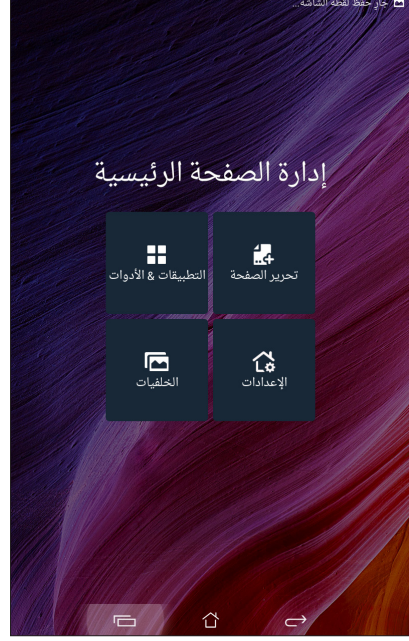 جارٍ حفظ لقطة الشاشة...
إدارة الصفحة الرئيسية
تحرير الصفحة
التطبيقات & الأدوات
الإعدادات
الخلفيات